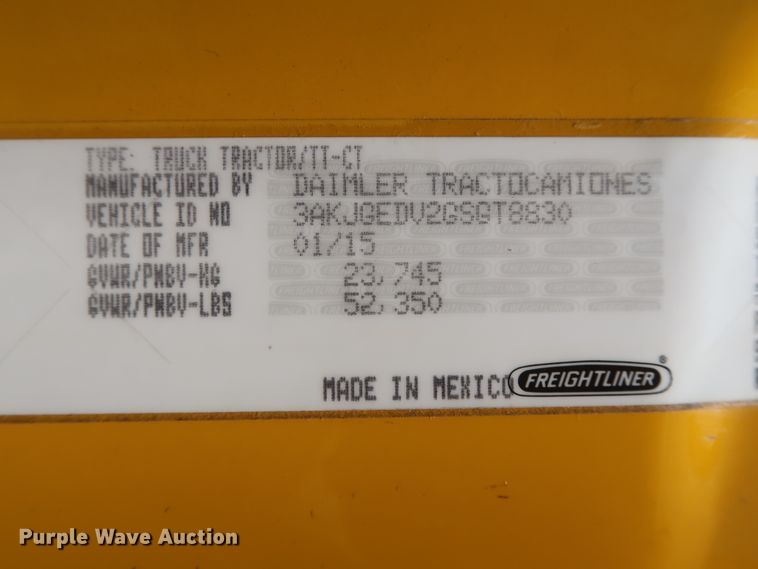 TYPE: TRUCK TRACTOR/TT-CT
MANUFACTURED BY DAIMLER TRACTOCAMIONES
VEHICLE ID NO 3AKJGEDV2GSGT8830
DATE OF MFR 01/15
GVWR/PNBV-KG 23,745
GVWR/PNBV-LBS 52,350
MADE IN MEXICO FREIGHTLINER®
Purple Wave Auction